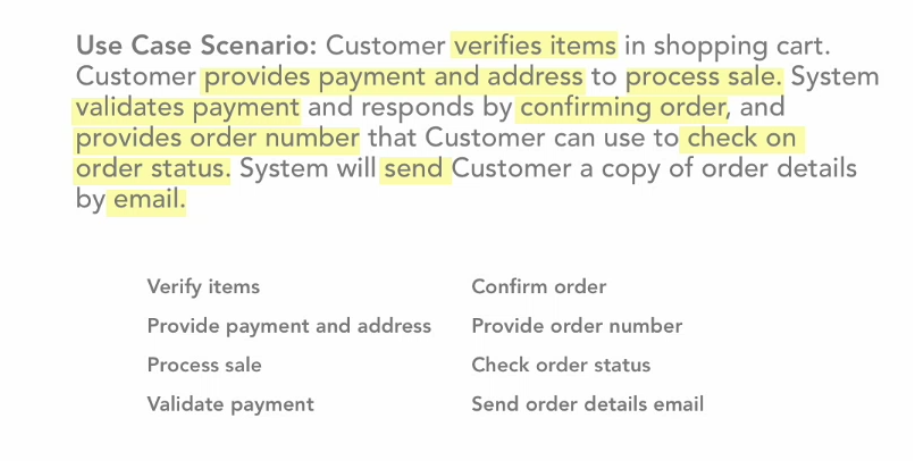 Use Case Scenario: Customer verifies items in shopping cart.
Customer provides payment and address to process sale. System
validates payment and responds by confirming order, and
provides order number that Customer can use to check on
order status. System will send Customer a copy of order details
by email.
Verify items
Provide payment and address
Process sale
Validate payment
Confirm order
Provide order number
Check order status
Send order details email